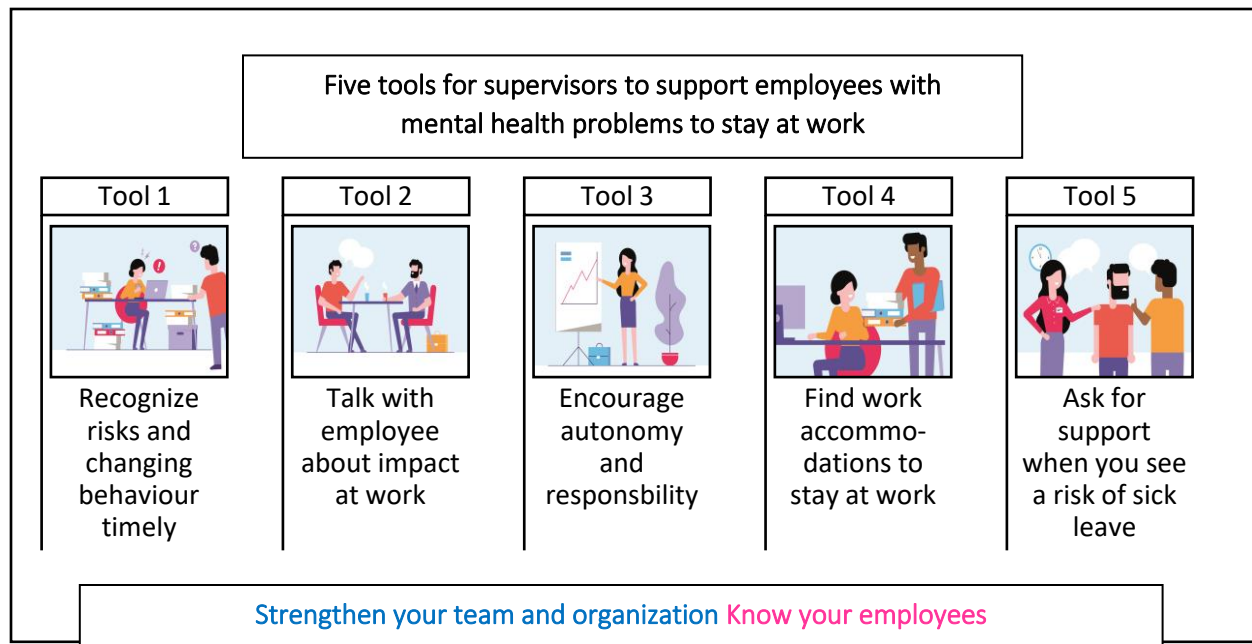 Five tools for supervisors to support employees with
mental health problems to stay at work
Tool 1
Tool 2
Tool 3
Tool 4
Tool 5
!
?
Recognize
risks and
changing
behaviour
timely
Talk with
employee
about impact
at work
Encourage
autonomy
and
responsbility
Find work
accommo-
dations to
stay at work
Ask for
support
when you see
a risk of sick
leave
Strengthen your team and organization Know your employees